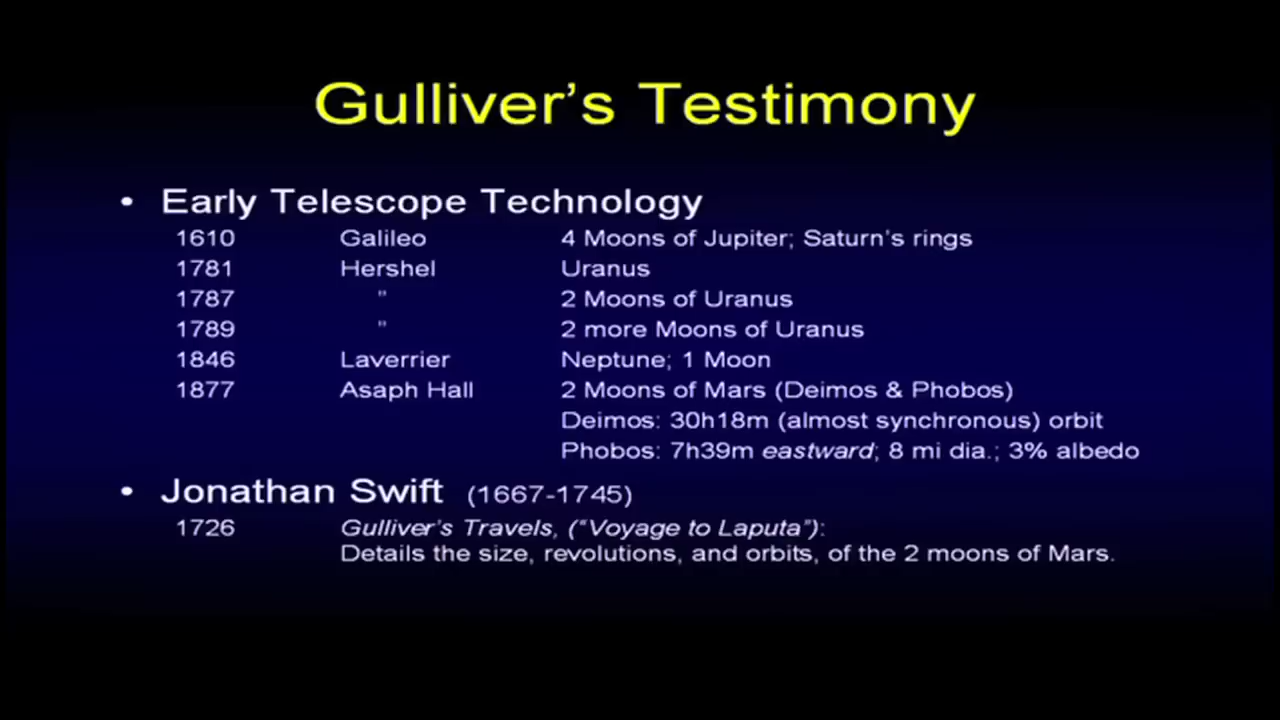 Gulliver's Testimony
• Early Telescope Technology
1610 Galileo 4 Moons of Jupiter; Saturn's rings
1781 Hershel Uranus
1787 " 2 Moons of Uranus
1789 " 2 more Moons of Uranus
1846 Laverrier Neptune; 1 Moon
1877 Asaph Hall 2 Moons of Mars (Deimos & Phobos)
Deimos: 30h18m (almost synchronous) orbit
Phobos: 7h39m eastward; 8 mi dia.; 3% albedo
• Jonathan Swift (1667-1745)
1726 Gulliver's Travels, ("Voyage to Laputa"):
Details the size, revolutions, and orbits, of the 2 moons of Mars.